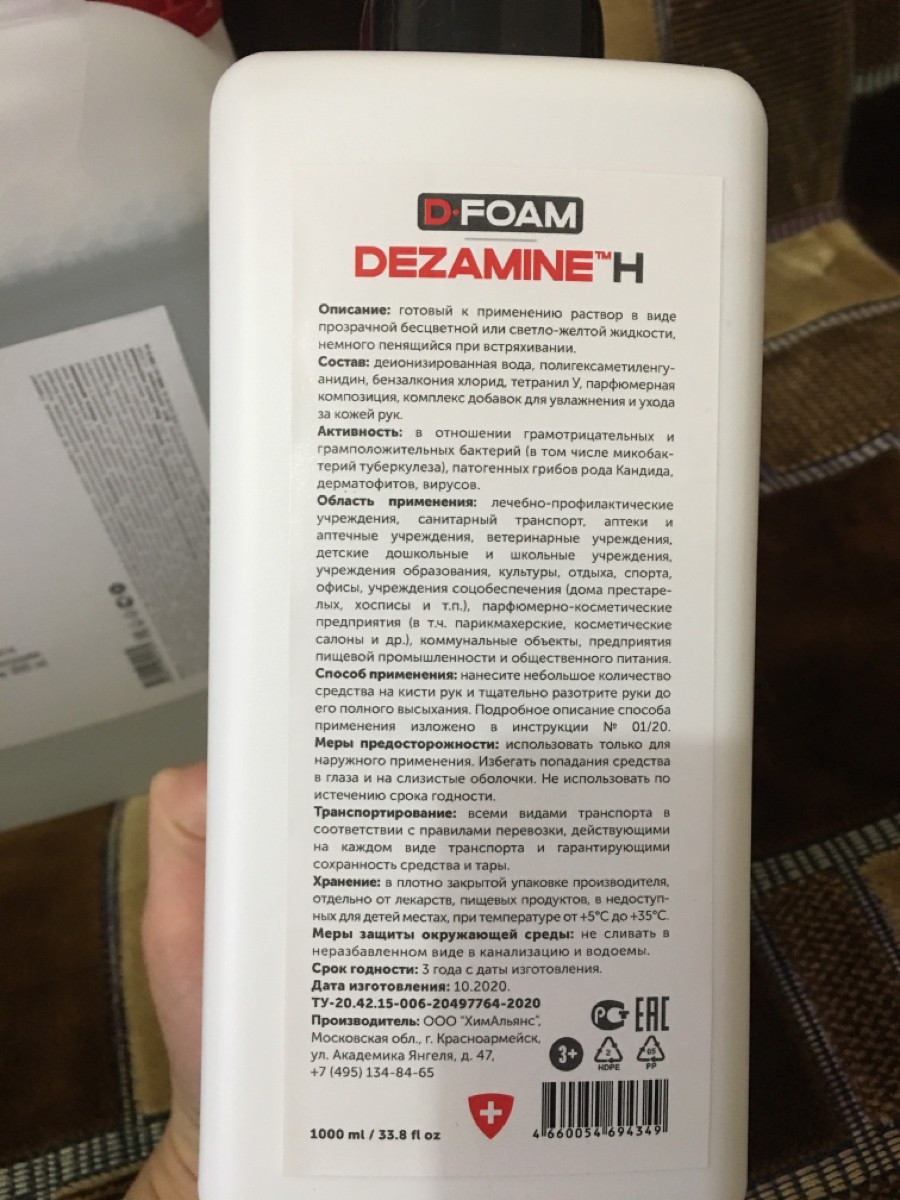 D·FOAM
DEZAMINE™H
Описание: готовый к применению раствор в виде
прозрачной бесцветной или светло-желтой жидкости,
немного пенящийся при встряхивании.
Состав: деионизированная вода, полигексаметиленгу-
анидин, бензалкония хлорид, тетранил У, парфюмерная
композиция, комплекс добавок для увлажнения и ухода
за кожей рук.
Активность: в отношении грамотрицательных и
грамположительных бактерий (в том числе микобак-
терий туберкулеза), патогенных грибов рода Кандида,
дерматофитов, вирусов.
Область применения: лечебно-профилактические
учреждения, санитарный транспорт, аптеки и
аптечные учреждения, ветеринарные учреждения,
детские дошкольные и школьные учреждения,
учреждения образования, культуры, отдыха, спорта,
офисы, учреждения соцобеспечения (дома престаре-
лых, хосписы и т.п.), парфюмерно-косметические
предприятия (в т.ч. парикмахерские, косметические
салоны и др.), коммунальные объекты, предприятия
пищевой промышленности и общественного питания.
Способ применения: нанесите небольшое количество
средства на кисти рук и тщательно разотрите руки до
его полного высыхания. Подробное описание способа
применения изложено в инструкции № 01/20.
Меры предосторожности: использовать только для
наружного применения. Избегать попадания средства
в глаза и на слизистые оболочки. Не использовать по
истечению срока годности.
Транспортирование: всеми видами транспорта в
соответствии с правилами перевозки, действующими
на каждом виде транспорта и гарантирующими
сохранность средства и тары.
Хранение: в плотно закрытой упаковке производителя,
отдельно от лекарств, пищевых продуктов, в недоступ-
ных для детей местах, при температуре от +5°C до +35°C.
Меры защиты окружающей среды: не сливать в
неразбавленном виде в канализацию и водоемы.
Срок годности: 3 года с даты изготовления.
Дата изготовления: 10.2020.
ТУ-20.42.15-006-20497764-2020
Производитель: ООО "ХимАльянс",
Московская обл., г. Красноармейск,
ул. Академика Янгеля, д. 47,
+7 (495) 134-84-65
РСТ EAC
3+ 2 HDPE 05 PP
1000 ml / 33.8 fl oz
4 660054 694349